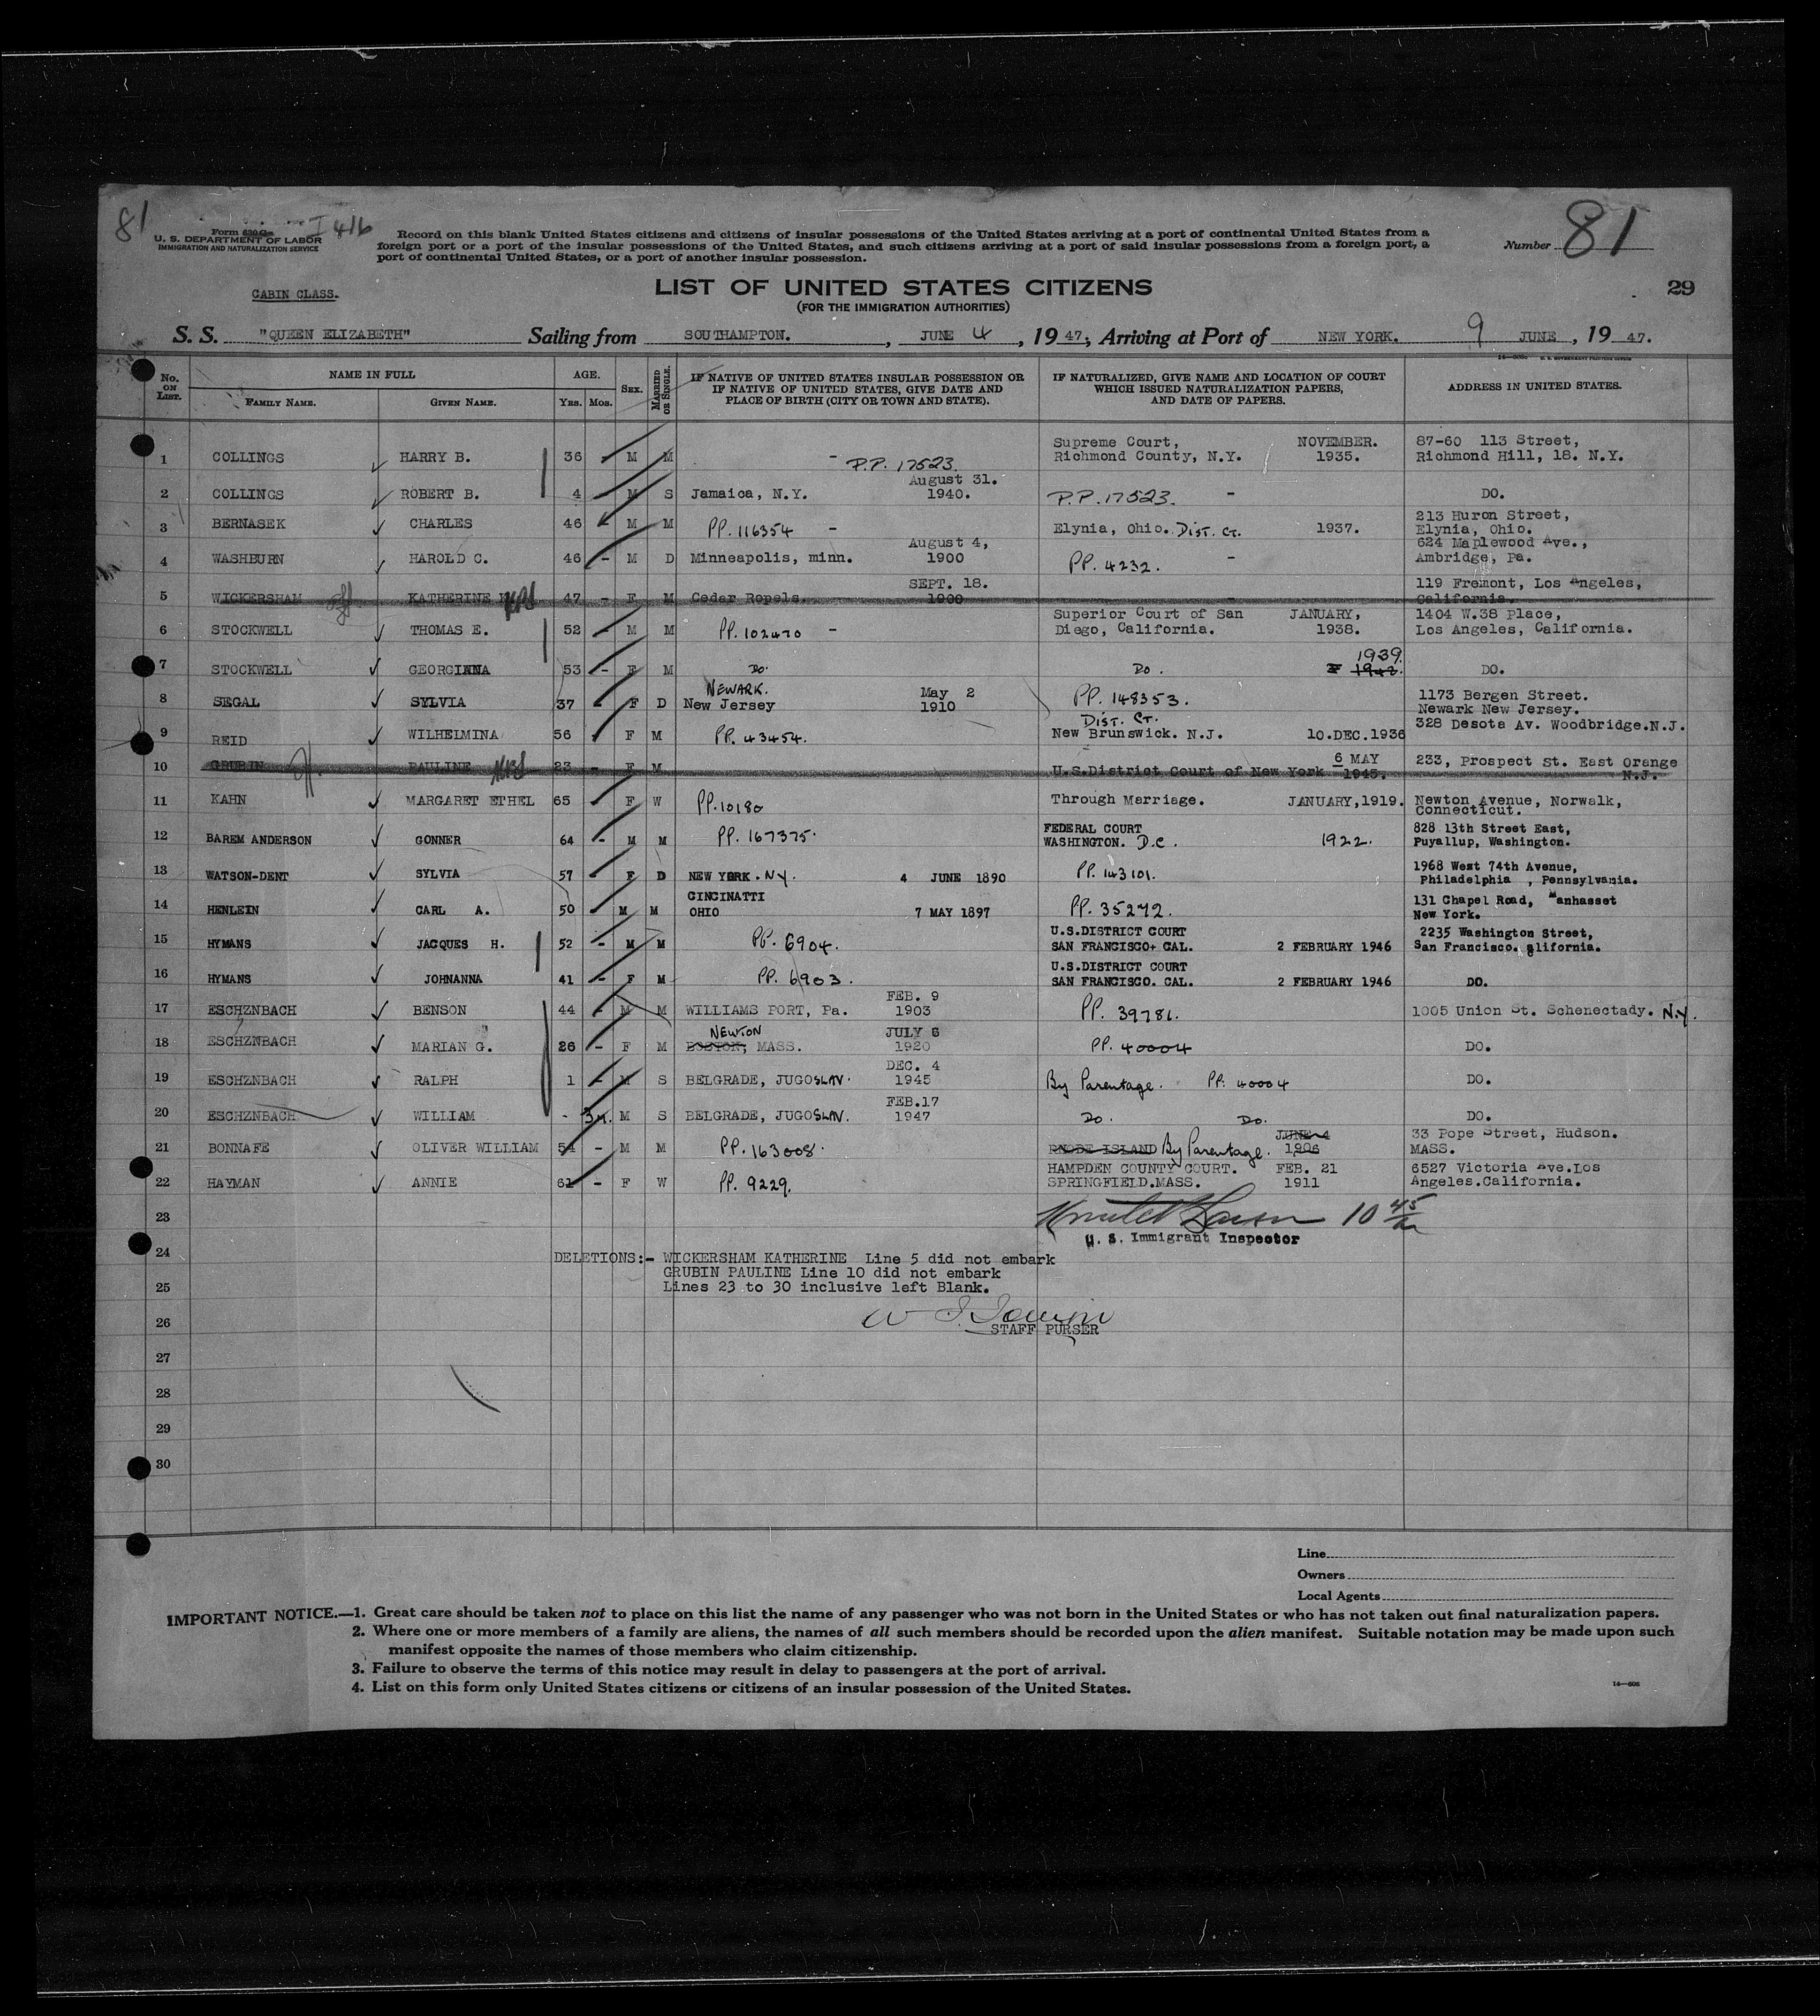 81
Form 630 G I 416
U. S. DEPARTMENT OF LABOR
IMMIGRATION AND NATURALIZATION SERVICE
Record on this blank United States citizens and citizens of insular possessions of the United States arriving at a port of continental United States from a
foreign port or a port of the insular possessions of the United States, and such citizens arriving at a port of said insular possessions from a foreign port, a
port of continental United States, or a port of another insular possession.
Number 81
CABIN CLASS.
LIST OF UNITED STATES CITIZENS
(FOR THE IMMIGRATION AUTHORITIES)
29
S. S. "QUEEN ELIZABETH" Sailing from SOUTHAMPTON. , JUNE 4 , 19 47, Arriving at Port of NEW YORK. 9 JUNE , 19 47.
No. ON LIST. NAME IN FULL FAMILY NAME. GIVEN NAME. AGE. YRS. MOS. SEX. MARRIED OR SINGLE. IF NATIVE OF UNITED STATES INSULAR POSSESSION OR IF NATIVE OF UNITED STATES, GIVE DATE AND PLACE OF BIRTH (CITY OR TOWN AND STATE). IF NATURALIZED, GIVE NAME AND LOCATION OF COURT WHICH ISSUED NATURALIZATION PAPERS, AND DATE OF PAPERS. ADDRESS IN UNITED STATES.
1 COLLINGS HARRY B. 36 - M M - P.P. 17523. Supreme Court, Richmond County, N.Y. NOVEMBER. 1935. 87-60 113 Street, Richmond Hill, 18. N.Y.
2 COLLINGS ROBERT B. 4 - M S Jamaica, N.Y. August 31. 1940. P.P. 17523. - DO.
3 BERNASEK CHARLES 46 - M M PP. 116354 - Elynia, Ohio. DIST. CT. 1937. 213 Huron Street, Elynia, Ohio.
4 WASHBURN HAROLD C. 46 - M D Minneapolis, minn. August 4, 1900 PP. 4232. - 624 Maplewood Ave., Ambridge, Pa.
5 WICKERSHAM KATHERINE 47 - F M Cedar Ropels. SEPT. 18. 1900 - 119 Fremont, Los Angeles, California.
6 STOCKWELL THOMAS E. 52 - M M PP. 102470 - Superior Court of San Diego, California. JANUARY, 1938. 1404 W.38 Place, Los Angeles, California.
7 STOCKWELL GEORGIANA 53 - F M DO. DO. 1939. DO.
8 SEGAL SYLVIA 37 - F D NEWARK. New Jersey May 2 1910 PP. 148353. 1173 Bergen Street. Newark New Jersey.
9 REID WILHELMINA 56 - F M PP. 43454. DIST. CT. New Brunswick. N.J. 10.DEC.1936 328 Desota Av. Woodbridge.N.J.
10 GRUBIN PAULINE 23 - F M U.S.District Court of New York 6 MAY 1945. 233, Prospect St. East Orange N.J.
11 KAHN MARGARET ETHEL 65 - F W PP.10180 Through Marriage. JANUARY,1919. Newton Avenue, Norwalk, Connecticut.
12 BAREM ANDERSON GONNER 64 - M M PP. 167375. FEDERAL COURT WASHINGTON. D.C. 1922. 828 13th Street East, Puyallup, Washington.
13 WATSON-DENT SYLVIA 57 - F D NEW YORK. N.Y. 4 JUNE 1890 PP. 143101. 1968 West 74th Avenue, Philadelphia , Pennsylvania.
14 HENLEIN CARL A. 50 - M M CINCINATTI OHIO 7 MAY 1897 PP. 35272. 131 Chapel Road, Manhasset New York.
15 HYMANS JACQUES H. 52 - M M PP. 6904. U.S.DISTRICT COURT SAN FRANCISCO+ CAL. 2 FEBRUARY 1946 2235 Washington Street, San Francisco. California.
16 HYMANS JOHNANNA 41 - F M PP. 6903. U.S.DISTRICT COURT SAN FRANCISCO. CAL. 2 FEBRUARY 1946 DO.
17 ESCHZNBACH BENSON 44 - M M WILLIAMS PORT, Pa. FEB. 9 1903 PP. 39781. 1005 Union St. Schenectady. N.Y.
18 ESCHZNBACH MARIAN G. 26 - F M NEWTON BOSTON, MASS. JULY 6 1920 PP. 40004 DO.
19 ESCHZNBACH RALPH 1 - M S BELGRADE, JUGOSLAV. DEC. 4 1945 By Parentage. PP. 40004 DO.
20 ESCHZNBACH WILLIAM - 3M. M S BELGRADE, JUGOSLAV. FEB.17 1947 DO. DO. DO.
21 BONNAFE OLIVER WILLIAM 54 - M M PP. 163008. RHODE ISLAND By Parentage. JUNE 4 1906 33 Pope Street, Hudson. MASS.
22 HAYMAN ANNIE 61 - F W PP. 9229. HAMPDEN COUNTY COURT. SPRINGFIELD.MASS. FEB. 21 1911 6527 Victoria Ave.Los Angeles.California.
23
10 45
U. S. Immigrant Inspector
24 DELETIONS:- WICKERSHAM KATHERINE Line 5 did not embark
GRUBIN PAULINE Line 10 did not embark
25 Lines 23 to 30 inclusive left Blank.
26 STAFF PURSER
27
28
29
30
Line
Owners
Local Agents
IMPORTANT NOTICE.—1. Great care should be taken not to place on this list the name of any passenger who was not born in the United States or who has not taken out final naturalization papers.
2. Where one or more members of a family are aliens, the names of all such members should be recorded upon the alien manifest. Suitable notation may be made upon such
manifest opposite the names of those members who claim citizenship.
3. Failure to observe the terms of this notice may result in delay to passengers at the port of arrival.
4. List on this form only United States citizens or citizens of an insular possession of the United States.
14—606